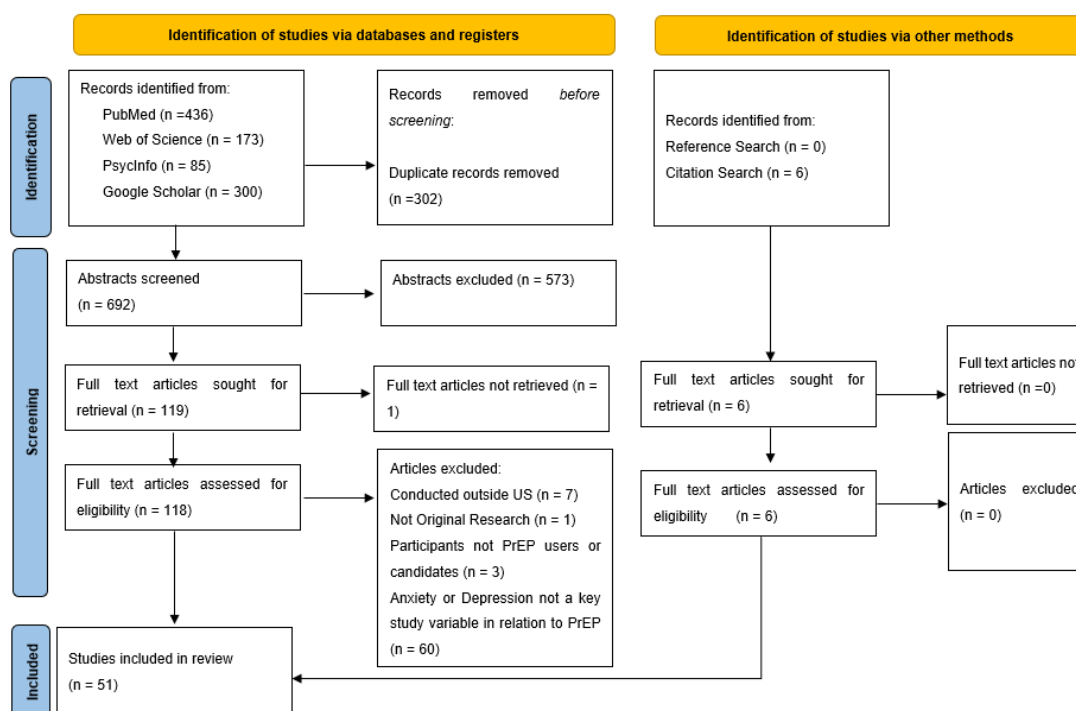 Identification of studies via databases and registers
Identification of studies via other methods
Identification
Records identified from:
PubMed (n =436)
Web of Science (n = 173)
PsycInfo (n = 85)
Google Scholar (n = 300)
Records removed before
screening:
Duplicate records removed
(n =302)
Records identified from:
Reference Search (n = 0)
Citation Search (n = 6)
Screening
Abstracts screened
(n = 692)
Abstracts excluded (n = 573)
Full text articles sought for
retrieval (n = 119)
Full text articles not retrieved (n =
1)
Full text articles sought for
retrieval (n = 6)
Full text articles not
retrieved (n =0)
Full text articles assessed for
eligibility (n = 118)
Articles excluded:
Conducted outside US (n = 7)
Not Original Research (n = 1)
Participants not PrEP users or
candidates (n = 3)
Anxiety or Depression not a key
study variable in relation to PrEP
(n = 60)
Full text articles assessed for
eligibility (n = 6)
Articles excluded
(n = 0)
Included
Studies included in review
(n = 51)